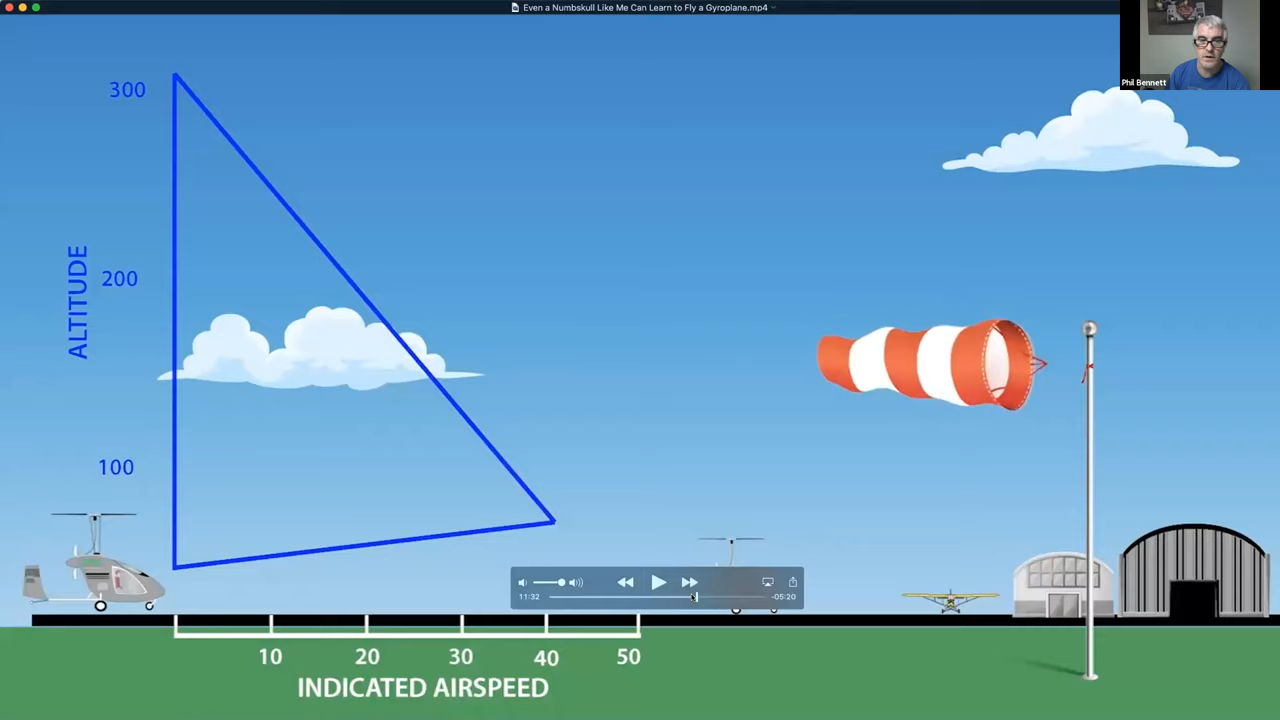 Even a Numbskull Like Me Can Learn to Fly a Gyroplane.mp4
Phil Bennett
300
ALTITUDE
200
100
11:32
-05:20
10 20 30 40 50
INDICATED AIRSPEED